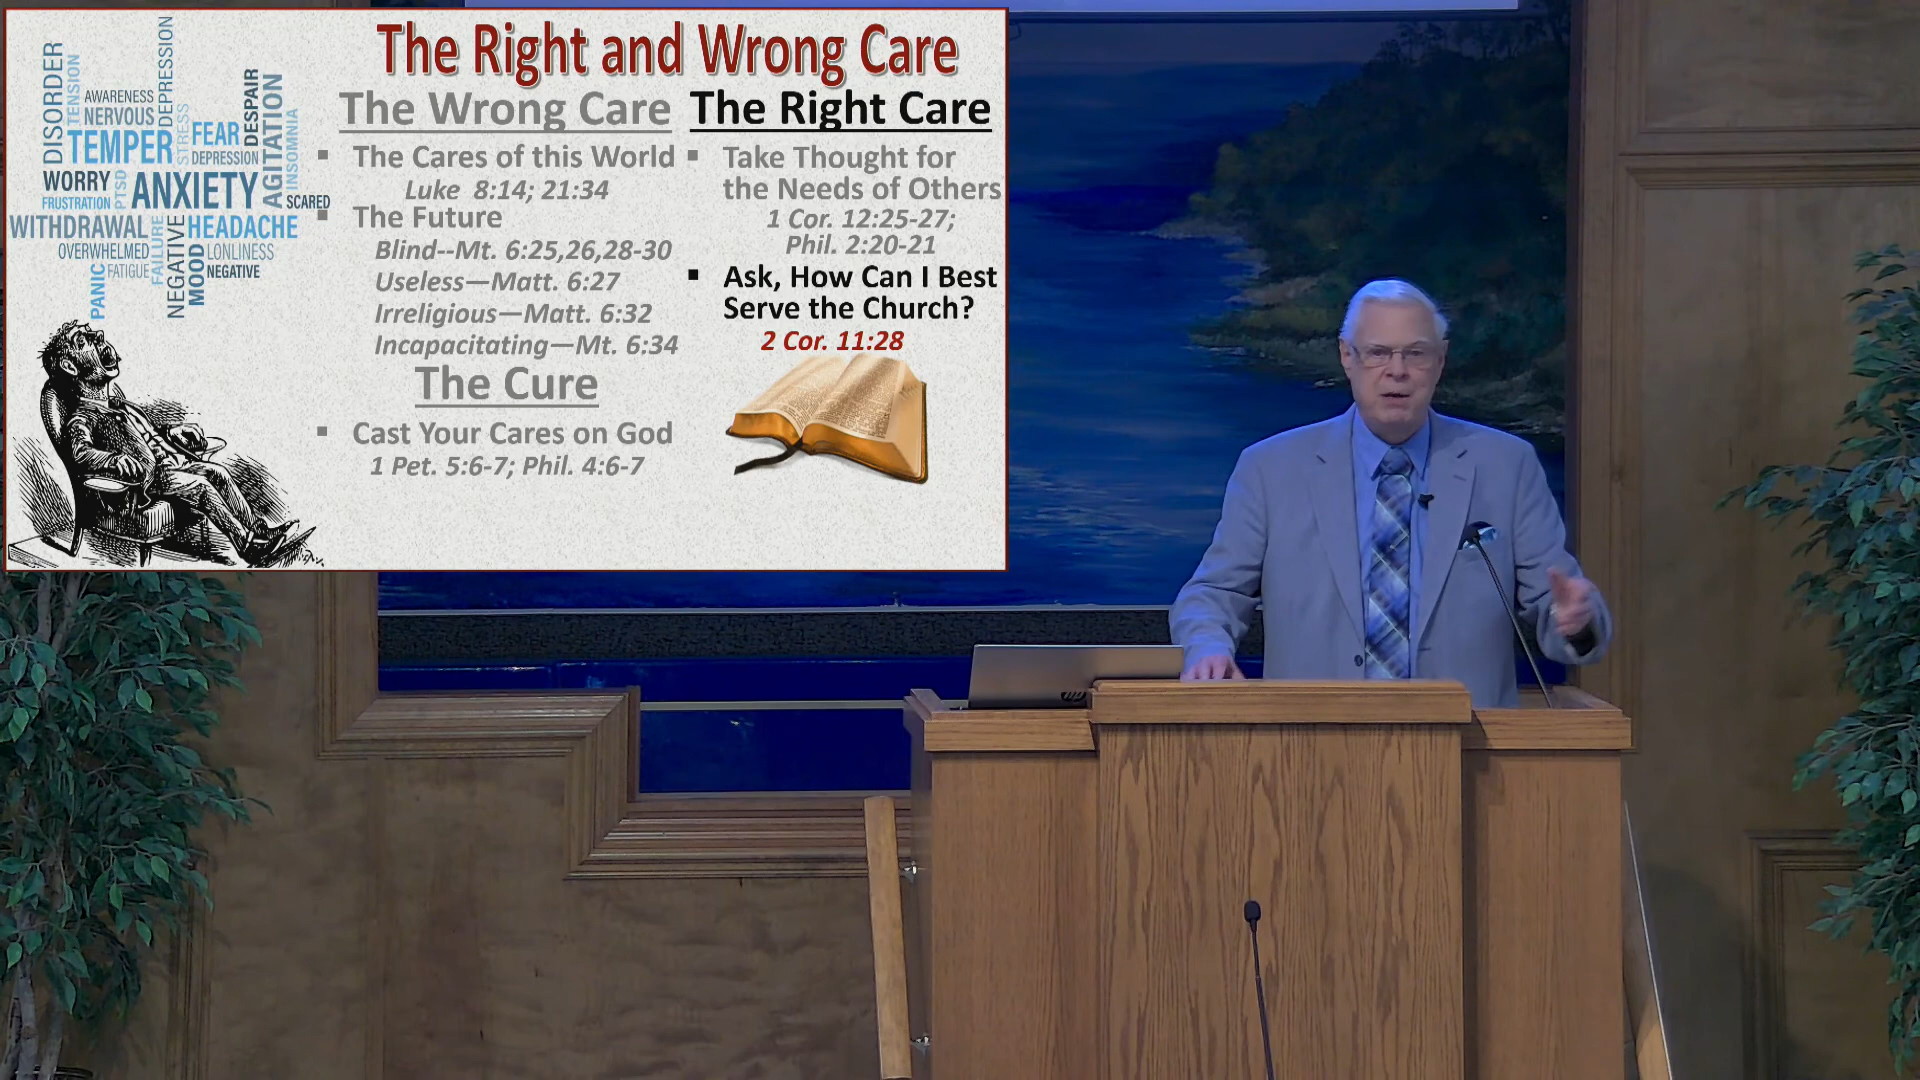 The Right and Wrong Care
DISORDER
TENSION
AWARENESS
NERVOUS
DEPRESSION
TEMPER
STRESS
FEAR
DEPRESSION
DESPAIR
AGITATION
INSOMNIA
WORRY
FRUSTRATION
PTSD
ANXIETY
SCARED
WITHDRAWAL
FAILURE
NEGATIVE
HEADACHE
OVERWHELMED
MOOD
LONLINESS
PANIC
FATIGUE
NEGATIVE
The Wrong Care
▪ The Cares of this World
Luke 8:14; 21:34
▪ The Future
Blind--Mt. 6:25,26,28-30
Useless—Matt. 6:27
Irreligious—Matt. 6:32
Incapacitating—Mt. 6:34
The Cure
▪ Cast Your Cares on God
1 Pet. 5:6-7; Phil. 4:6-7
The Right Care
▪ Take Thought for
the Needs of Others
1 Cor. 12:25-27;
Phil. 2:20-21
▪ Ask, How Can I Best
Serve the Church?
2 Cor. 11:28
hp